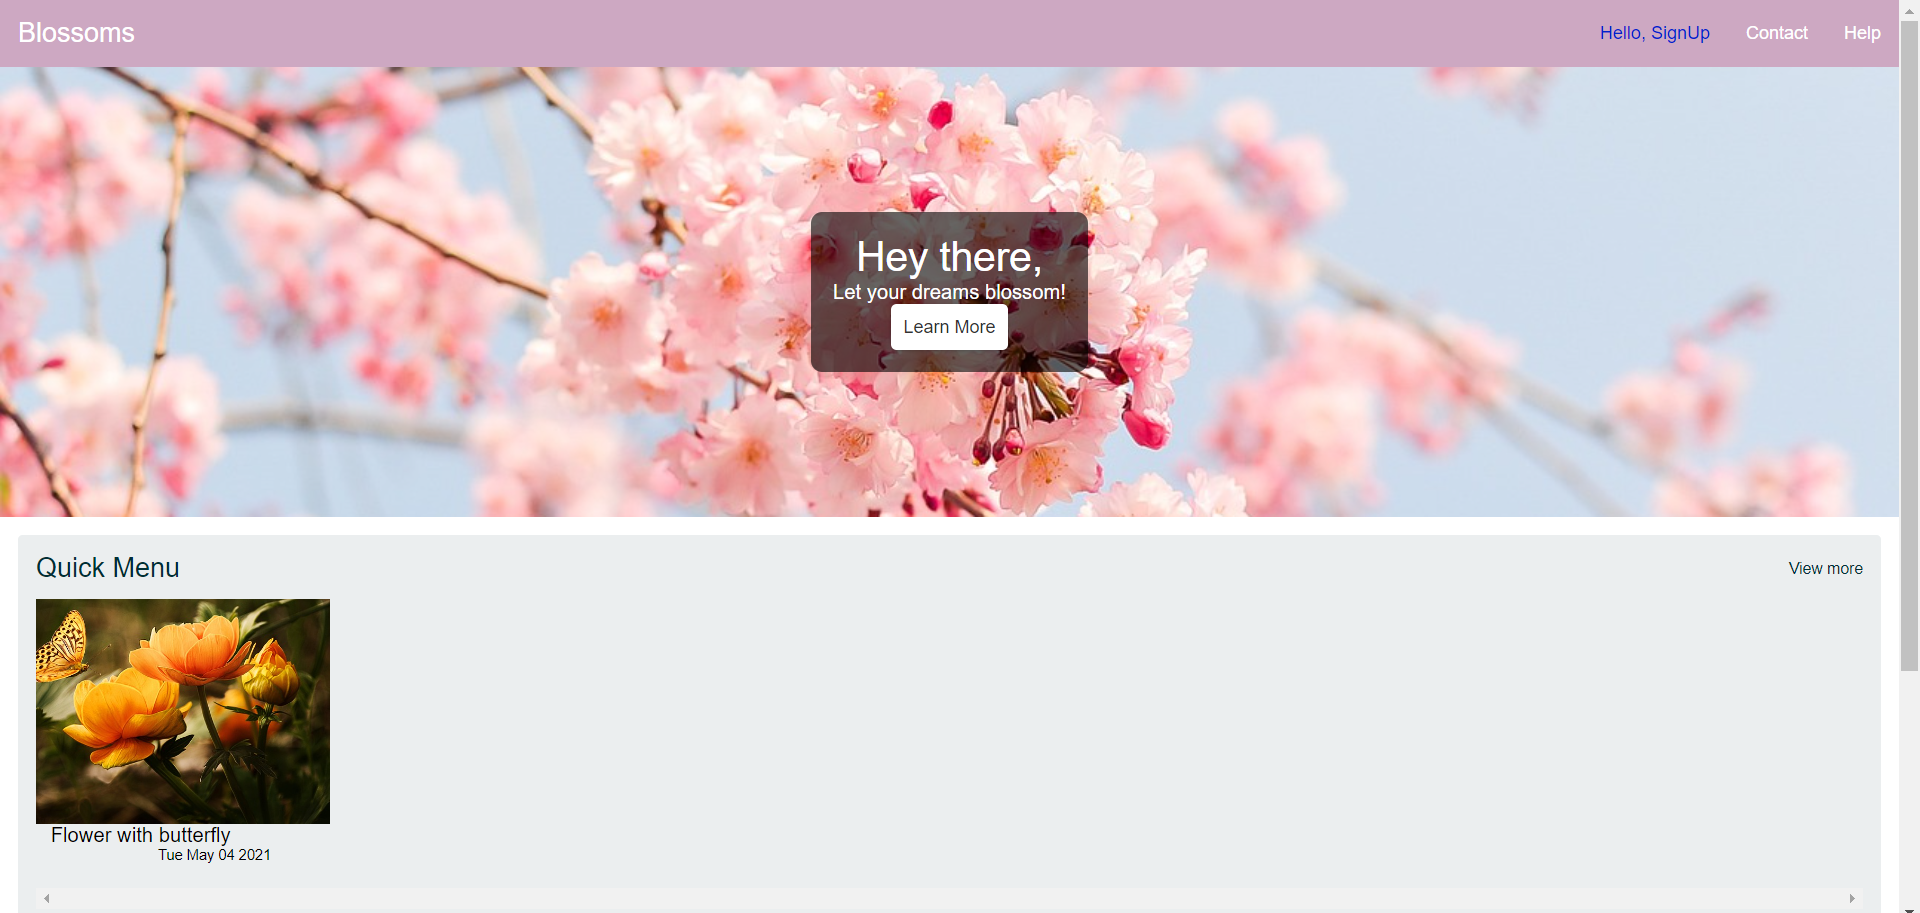 Blossoms
Hello, SignUp
Contact
Help
Hey there,
Let your dreams blossom!
Learn More
Quick Menu
View more
Flower with butterfly
Tue May 04 2021